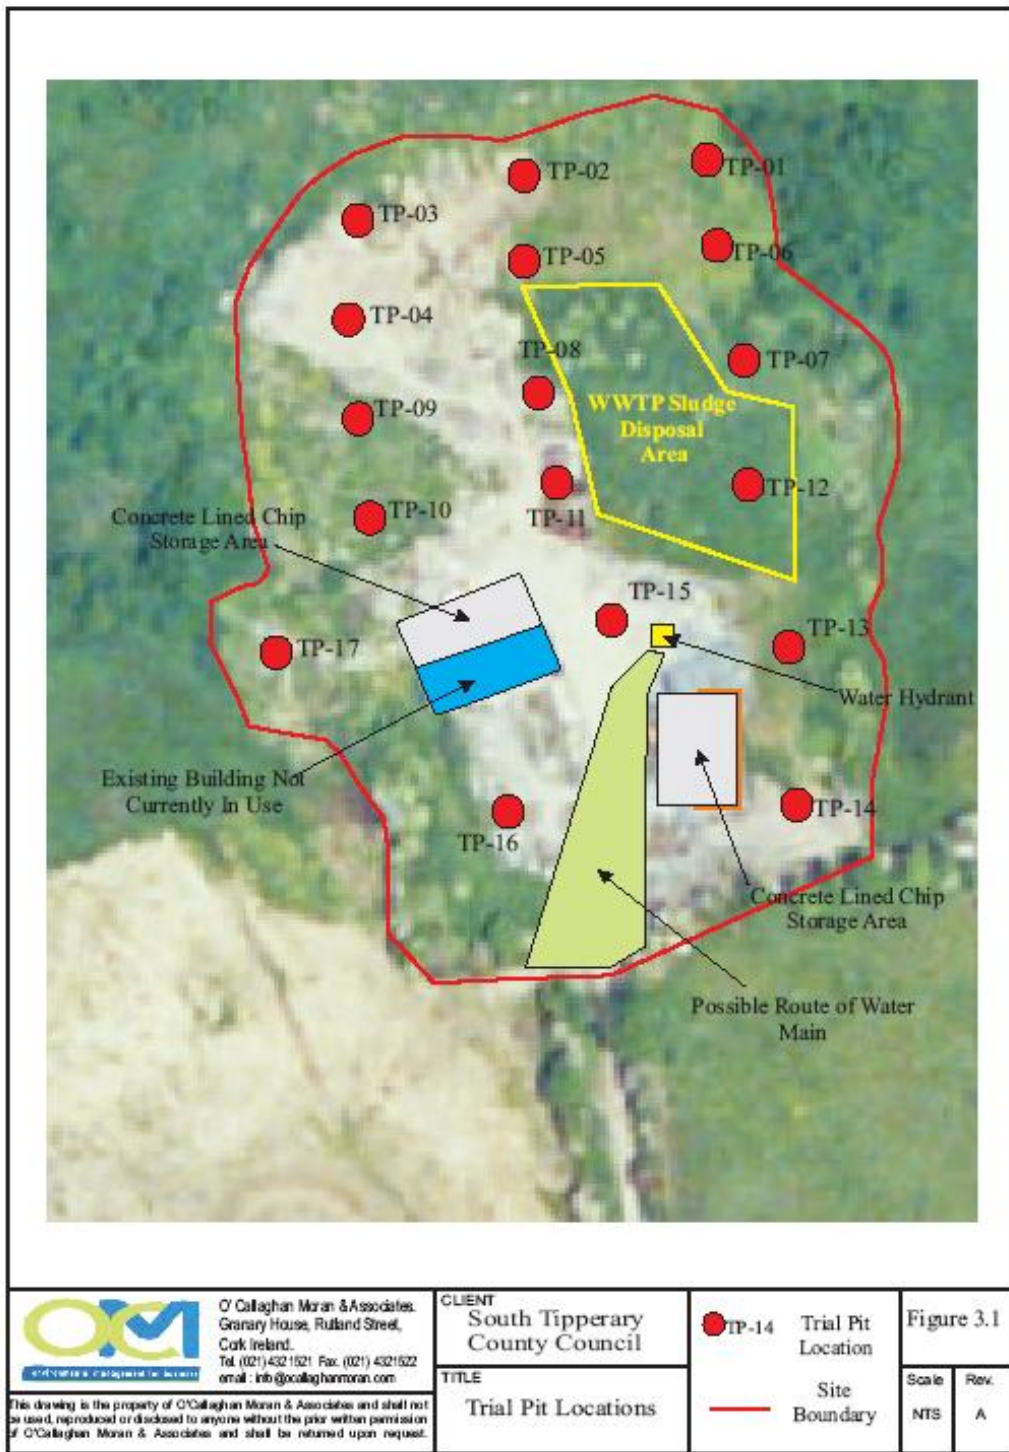 TP-01
TP-02
TP-03
TP-06
TP-05
TP-04
TP-08
TP-07
WWTP Sludge
Disposal
Area
TP-09
TP-12
TP-10
TP-11
Concrete Lined Chip
Storage Area
TP-15
TP-13
TP-17
Water Hydrant
Existing Building Not
Currently In Use
TP-14
TP-16
Concrete Lined Chip
Storage Area
Possible Route of Water
Main
OCM
O' Callaghan Moran & Associates.
Granary House, Rutland Street,
Cork Ireland.
Tel. (021) 4321521 Fax. (021) 4321522
email : info@ocallaghanmoran.com
This drawing is the property of O'Callaghan Moran & Associates and shall not
be used, reproduced or disclosed to anyone without the prior written permission
of O'Callaghan Moran & Associates and shall be returned upon request.
CLIENT
South Tipperary
County Council
TITLE
Trial Pit Locations
TP-14 Trial Pit
Location
Site
Boundary
Figure 3.1
Scale Rev.
NTS A